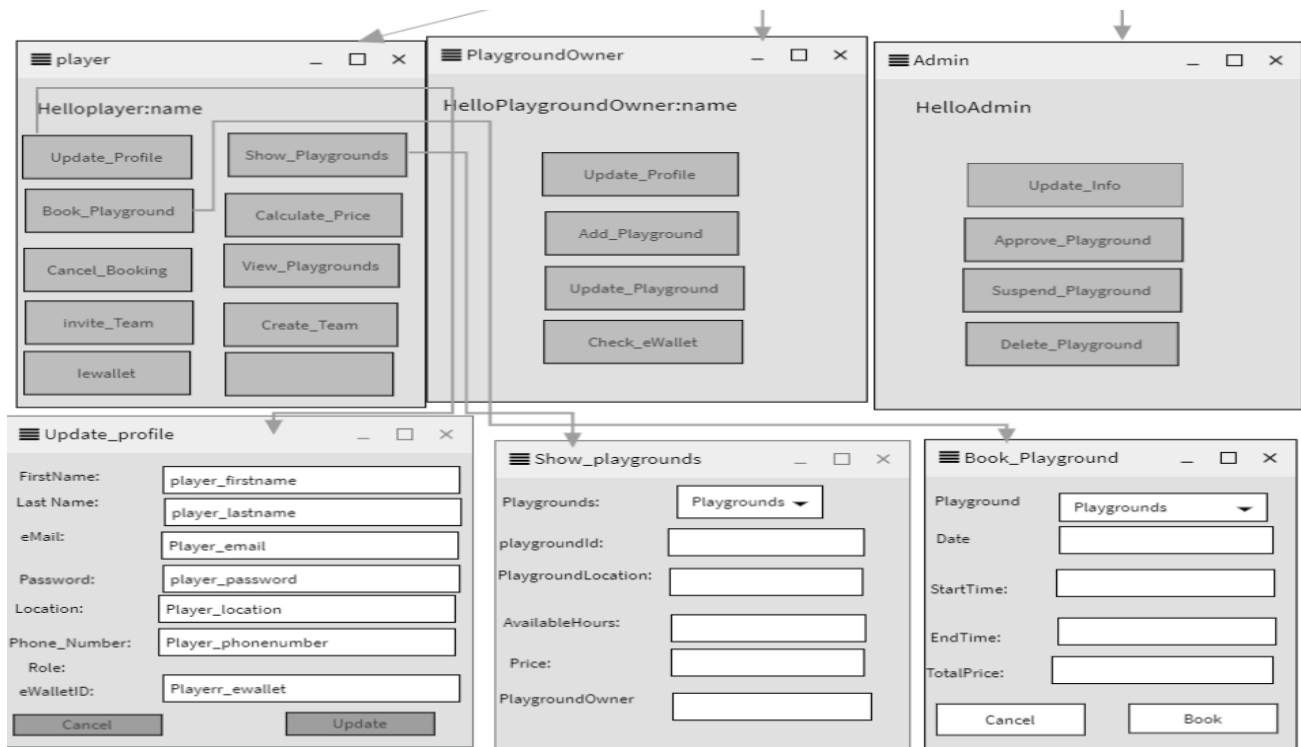 player
Helloplayer:name
Update_Profile
Show_Playgrounds
Book_Playground
Calculate_Price
Cancel_Booking
View_Playgrounds
invite_Team
Create_Team
Iewallet
PlaygroundOwner
HelloPlaygroundOwner:name
Update_Profile
Add_Playground
Update_Playground
Check_eWallet
Admin
HelloAdmin
Update_Info
Approve_Playground
Suspend_Playground
Delete_Playground
Update_profile
FirstName: player_firstname
Last Name: player_lastname
eMail: Player_email
Password: player_password
Location: Player_location
Phone_Number: Player_phonenumber
Role:
eWalletID: Playerr_ewallet
Cancel Update
Show_playgrounds
Playgrounds: Playgrounds
playgroundId:
PlaygroundLocation:
AvailableHours:
Price:
PlaygroundOwner
Book_Playground
Playground Playgrounds
Date
StartTime:
EndTime:
TotalPrice:
Cancel Book